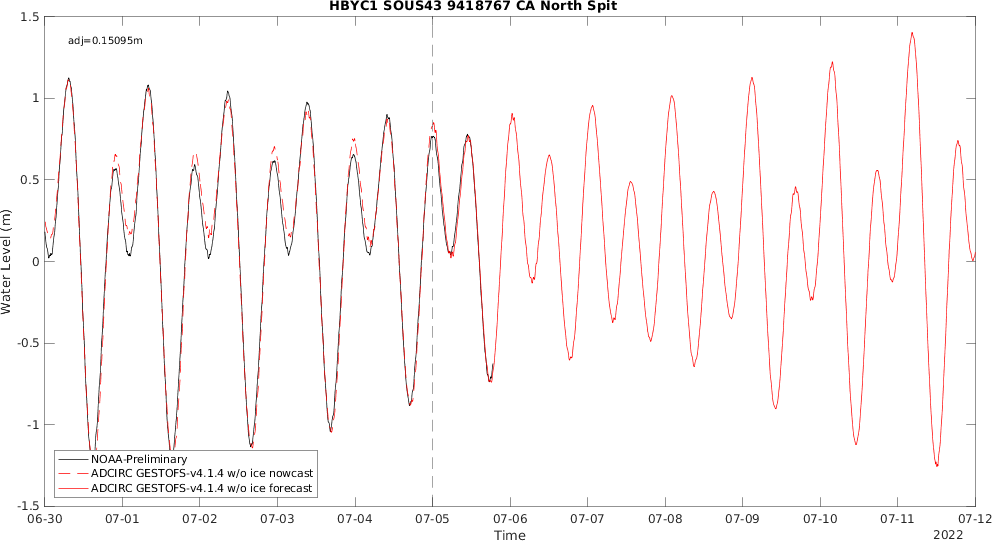 HBYC1 SOUS43 9418767 CA North Spit
adj=0.15095m
1.5
1
0.5
0
-0.5
-1
-1.5
Water Level (m)
NOAA-Preliminary
ADCIRC GESTOFS-v4.1.4 w/o ice nowcast
ADCIRC GESTOFS-v4.1.4 w/o ice forecast
06-30 07-01 07-02 07-03 07-04 07-05 07-06 07-07 07-08 07-09 07-10 07-11 07-12
Time
2022